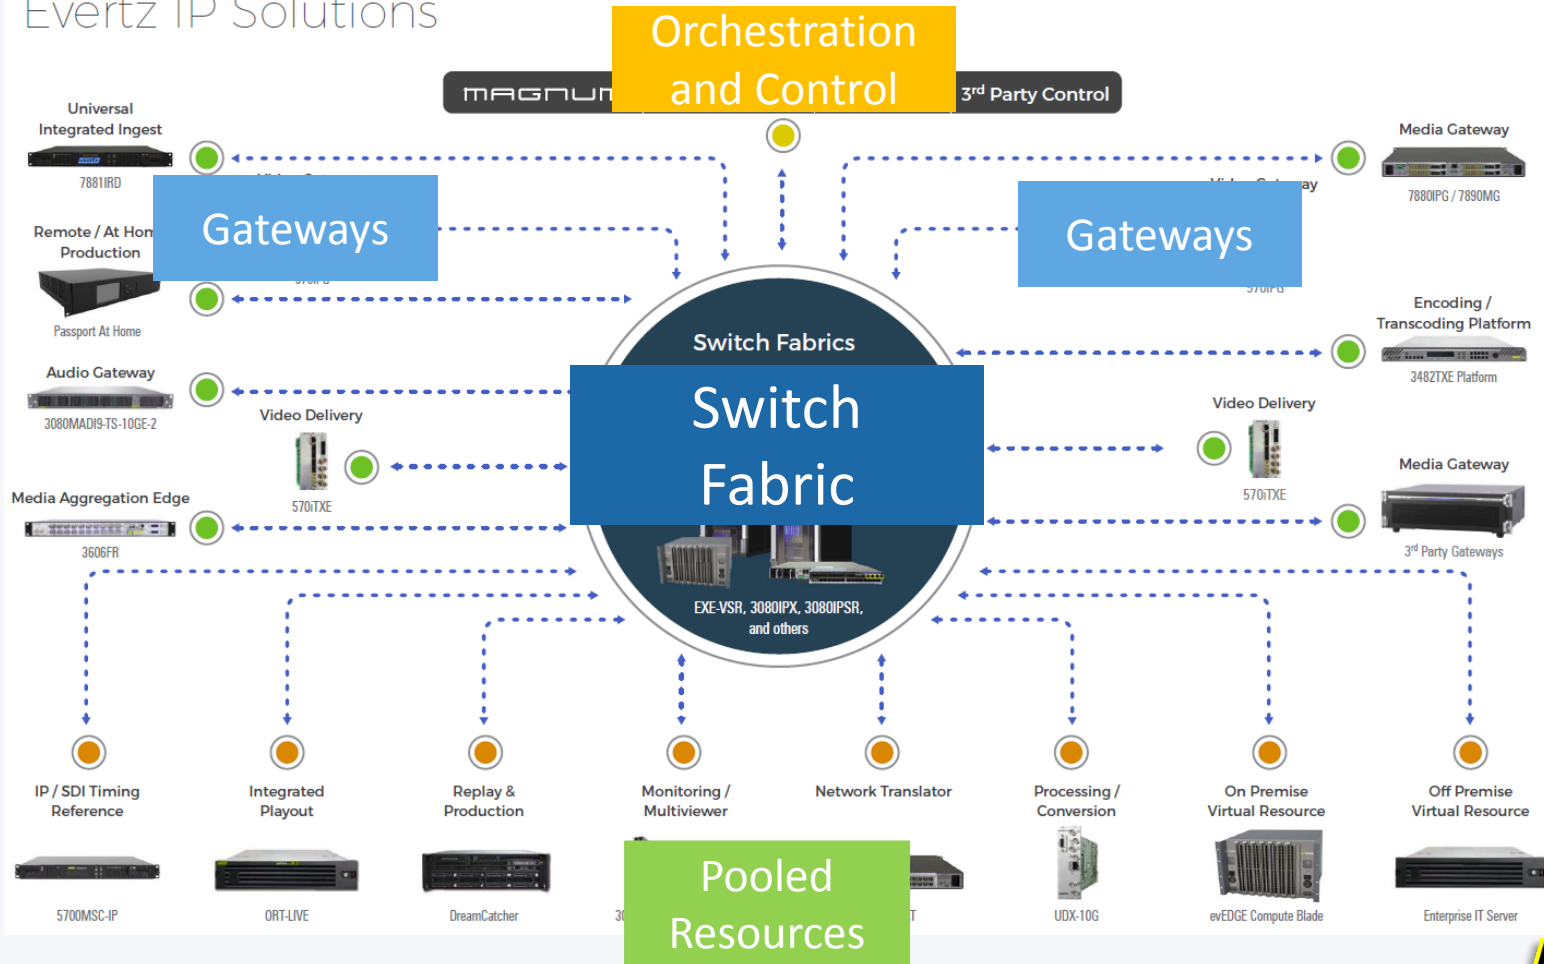 Evertz IP Solutions
Orchestration
and Control
MAGNUM
3rd Party Control
Universal
Integrated Ingest
7881IRD
Media Gateway
7880IPG / 7890MG
Gateways
Gateways
Remote / At Hom
Production
Passport At Home
570IPG
Encoding /
Transcoding Platform
3482TXE Platform
Switch Fabrics
Switch
Fabric
EXE-VSR, 3080IPX, 3080IPSR,
and others
Audio Gateway
3080MADI9-TS-10GE-2
Video Delivery
570iTXE
Video Delivery
570iTXE
Media Aggregation Edge
3606FR
Media Gateway
3rd Party Gateways
IP / SDI Timing
Reference
5700MSC-IP
Integrated
Playout
ORT-LIVE
Replay &
Production
DreamCatcher
Monitoring /
Multiviewer
Network Translator
Processing /
Conversion
UDX-10G
On Premise
Virtual Resource
evEDGE Compute Blade
Off Premise
Virtual Resource
Enterprise IT Server
Pooled
Resources